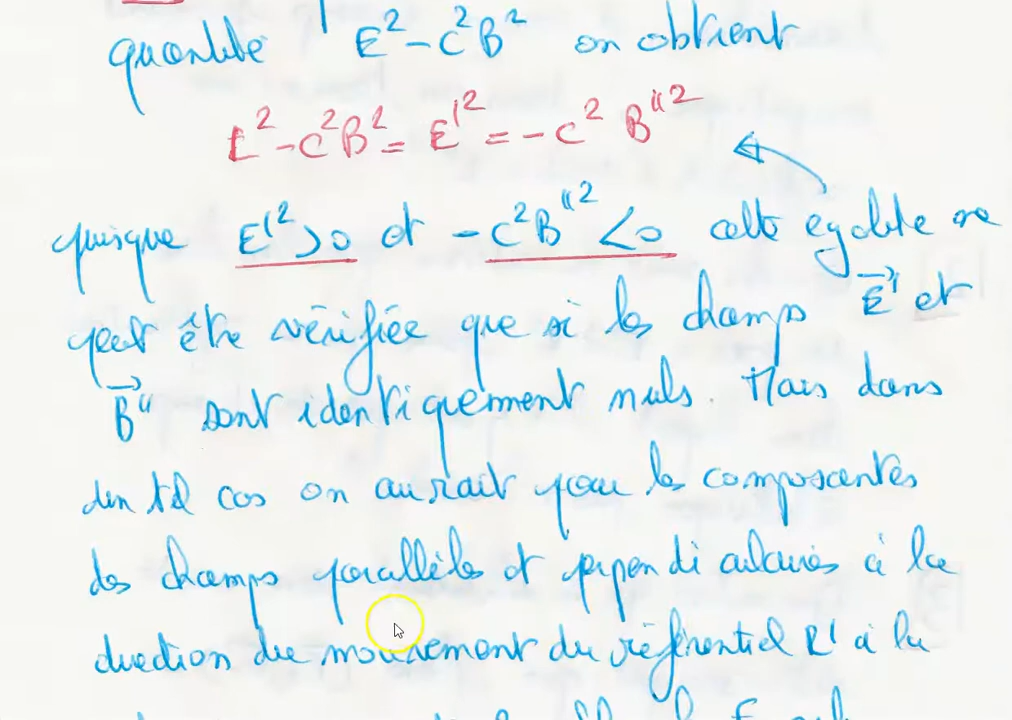 quantité E² - C²B² on obtient
E² - C²B² = E'² = - C² B"²
puisque E'² > 0 et - C²B"² < 0 cette egalite ne
peut être vérifiée que si les champs E⃗' et
B⃗" sont identiquement nuls. Mais dans
un tel cas on aurait pour les composantes
des champs parallèles et perpendiculaires à la
direction du mouvement du référentiel R' à la